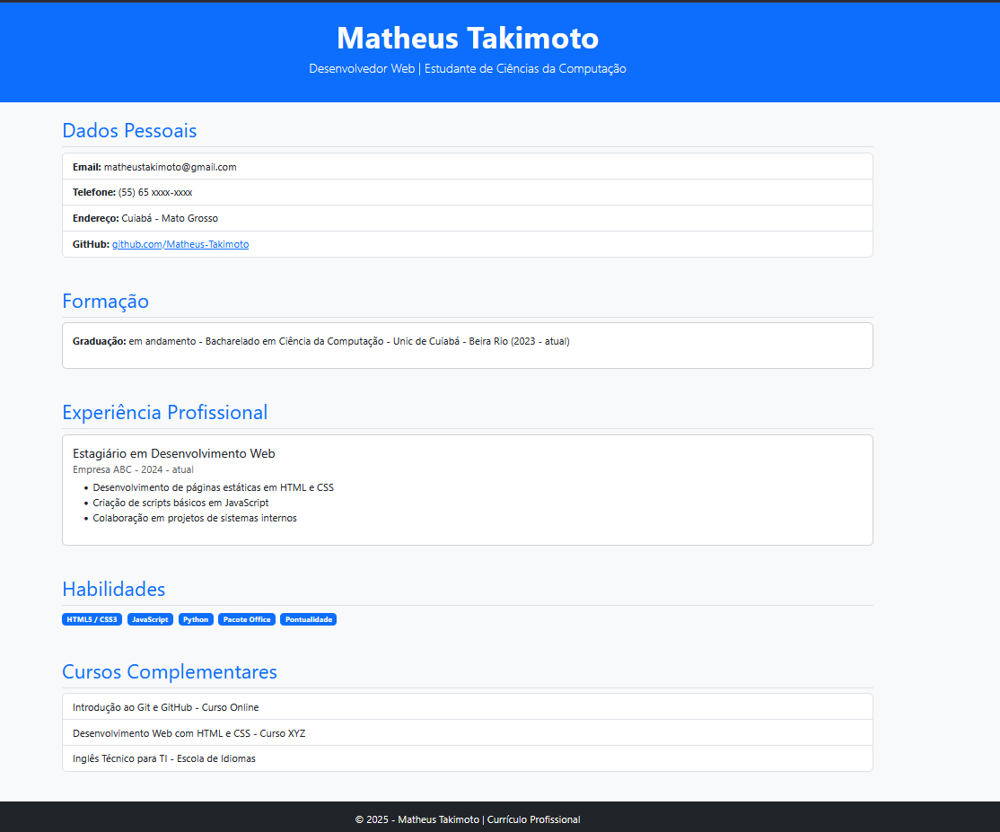 Matheus Takimoto
Desenvolvedor Web | Estudante de Ciências da Computação
Dados Pessoais
Email: matheustakimoto@gmail.com
Telefone: (55) 65 xxxx-xxxx
Endereço: Cuiabá - Mato Grosso
GitHub: github.com/Matheus-Takimoto
Formação
Graduação: em andamento - Bacharelado em Ciência da Computação - Unic de Cuiabá - Beira Rio (2023 - atual)
Experiência Profissional
Estagiário em Desenvolvimento Web
Empresa ABC - 2024 - atual
• Desenvolvimento de páginas estáticas em HTML e CSS
• Criação de scripts básicos em JavaScript
• Colaboração em projetos de sistemas internos
Habilidades
HTML5 / CSS3 JavaScript Python Pacote Office Pontualidade
Cursos Complementares
Introdução ao Git e GitHub - Curso Online
Desenvolvimento Web com HTML e CSS - Curso XYZ
Inglês Técnico para TI - Escola de Idiomas
© 2025 - Matheus Takimoto | Currículo Profissional